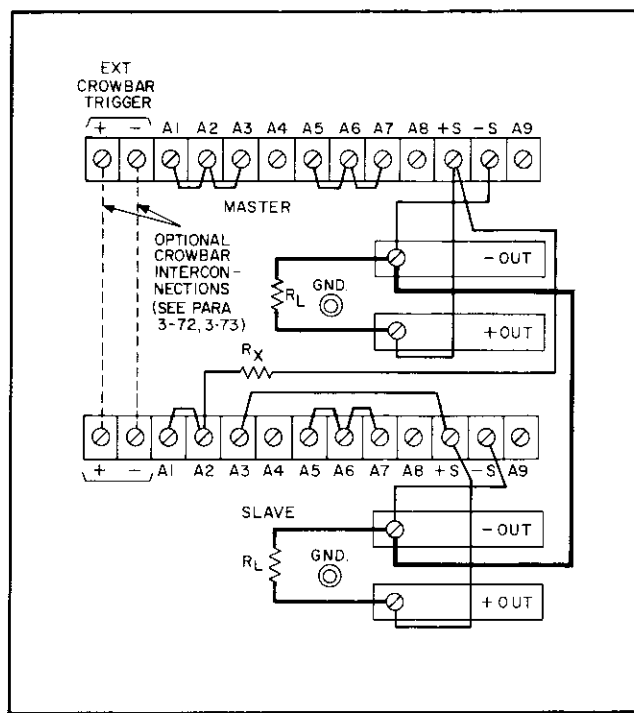 EXT
CROWBAR
TRIGGER
+ - A1 A2 A3 A4 A5 A6 A7 A8 +S -S A9
MASTER
OPTIONAL
CROWBAR
INTERCON-
NECTIONS
(SEE PARA
3-72, 3-73)
- OUT
RL GND.
+ OUT
RX
+ - A1 A2 A3 A4 A5 A6 A7 A8 +S -S A9
SLAVE
- OUT
RL GND.
+ OUT